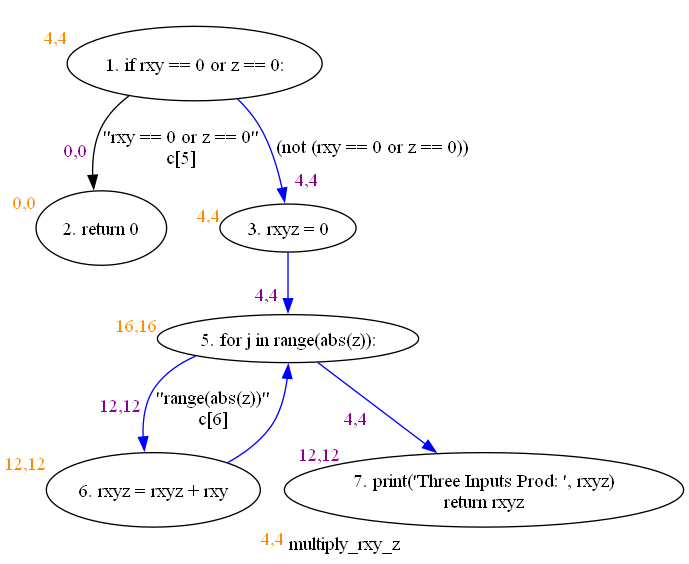 4,4
1. if rxy == 0 or z == 0:
"rxy == 0 or z == 0"
c[5]
(not (rxy == 0 or z == 0))
0,0
4,4
0,0
2. return 0
4,4
3. rxyz = 0
4,4
16,16
5. for j in range(abs(z)):
"range(abs(z))"
c[6]
12,12
4,4
12,12
12,12
6. rxyz = rxyz + rxy
7. print('Three Inputs Prod: ', rxyz)
return rxyz
4,4
multiply_rxy_z